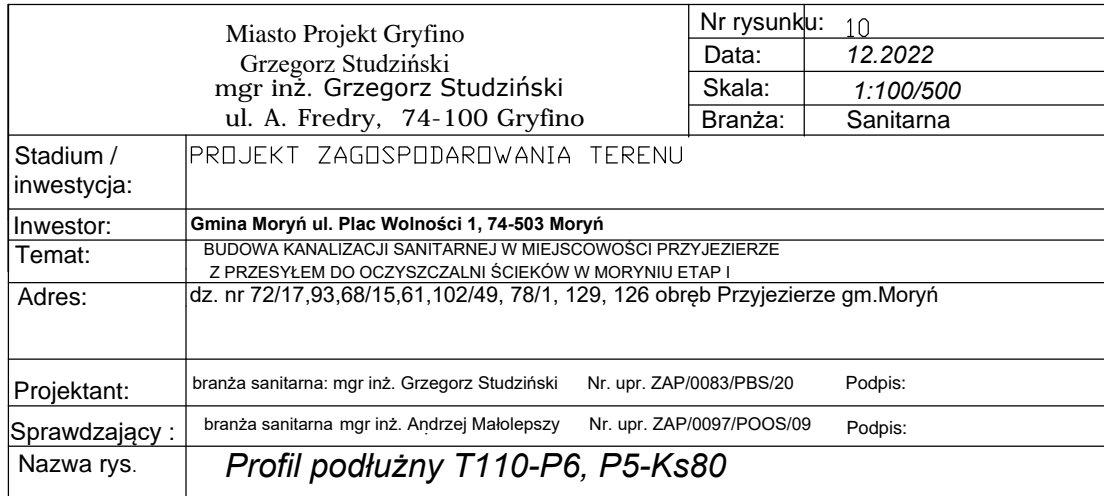 Miasto Projekt Gryfino
Grzegorz Studziński
mgr inż. Grzegorz Studziński
ul. A. Fredry, 74-100 Gryfino
Nr rysunku: 10
Data: 12.2022
Skala: 1:100/500
Branża: Sanitarna
Stadium / inwestycja: PROJEKT ZAGOSPODAROWANIA TERENU
Inwestor: Gmina Moryń ul. Plac Wolności 1, 74-503 Moryń
Temat: BUDOWA KANALIZACJI SANITARNEJ W MIEJSCOWOŚCI PRZYJEZIERZE
Z PRZESYŁEM DO OCZYSZCZALNI ŚCIEKÓW W MORYNIU ETAP I
Adres: dz. nr 72/17,93,68/15,61,102/49, 78/1, 129, 126 obręb Przyjezierze gm.Moryń
Projektant: branża sanitarna: mgr inż. Grzegorz Studziński Nr. upr. ZAP/0083/PBS/20 Podpis:
Sprawdzający : branża sanitarna mgr inż. Andrzej Małolepszy Nr. upr. ZAP/0097/POOS/09 Podpis:
Nazwa rys. Profil podłużny T110-P6, P5-Ks80